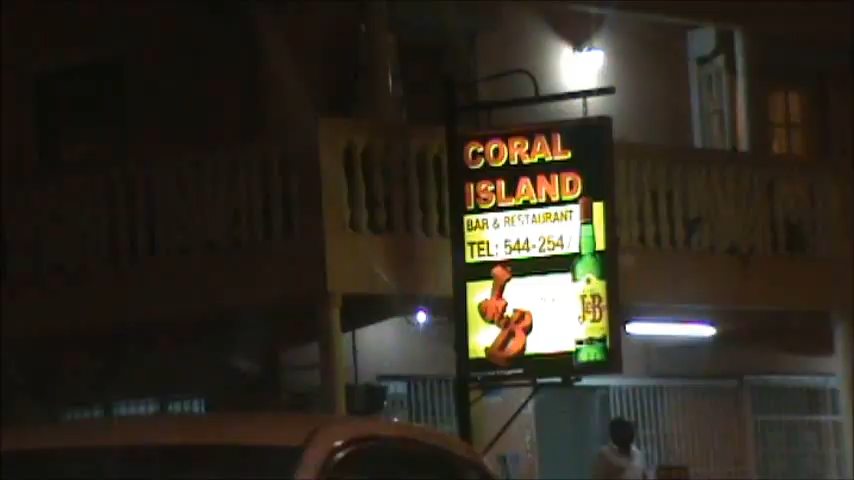 CORAL
ISLAND
BAR & RESTAURANT
TEL: 544-254
J&B
J&B